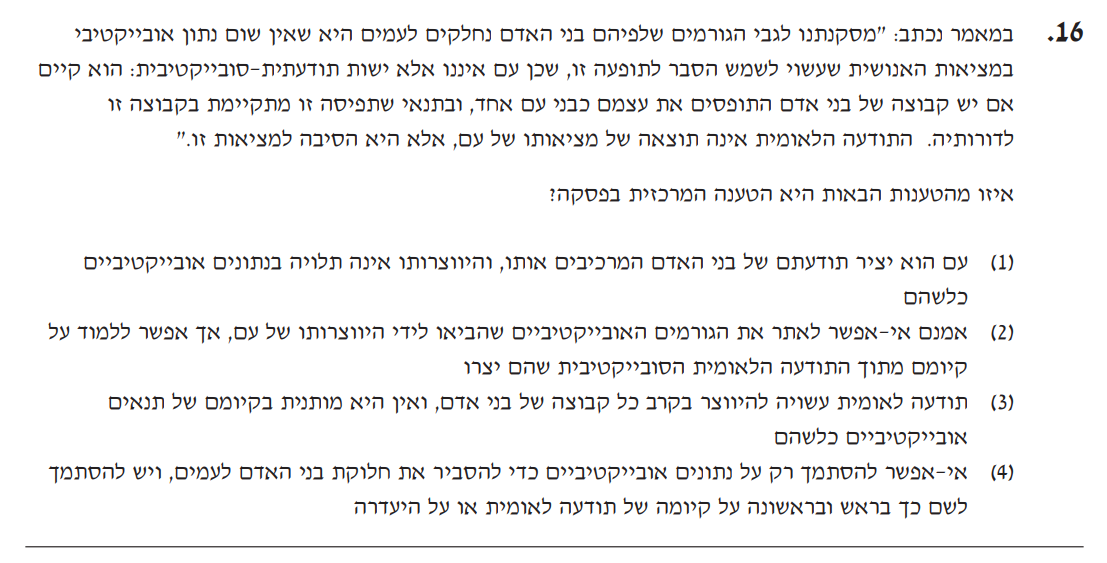 16. במאמר נכתב: "מסקנתנו לגבי הגורמים שלפיהם בני האדם נחלקים לעמים היא שאין שום נתון אובייקטיבי
במציאות האנושית שעשוי לשמש הסבר לתופעה זו, שכן עם איננו אלא ישות תודעתית-סובייקטיבית: הוא קיים
אם יש קבוצה של בני אדם התופסים את עצמם כבני עם אחד, ובתנאי שתפיסה זו מתקיימת בקבוצה זו
לדורותיה. התודעה הלאומית אינה תוצאה של מציאותו של עם, אלא היא הסיבה למציאות זו."
איזו מהטענות הבאות היא הטענה המרכזית בפסקה?
(1) עם הוא יציר תודעתם של בני האדם המרכיבים אותו, והיווצרותו אינה תלויה בנתונים אובייקטיביים
כלשהם
(2) אמנם אי-אפשר לאתר את הגורמים האובייקטיביים שהביאו לידי היווצרותו של עם, אך אפשר ללמוד על
קיומם מתוך התודעה הלאומית הסובייקטיבית שהם יצרו
(3) תודעה לאומית עשויה להיווצר בקרב כל קבוצה של בני אדם, ואין היא מותנית בקיומם של תנאים
אובייקטיביים כלשהם
(4) אי-אפשר להסתמך רק על נתונים אובייקטיביים כדי להסביר את חלוקת בני האדם לעמים, ויש להסתמך
לשם כך בראש ובראשונה על קיומה של תודעה לאומית או על היעדרה